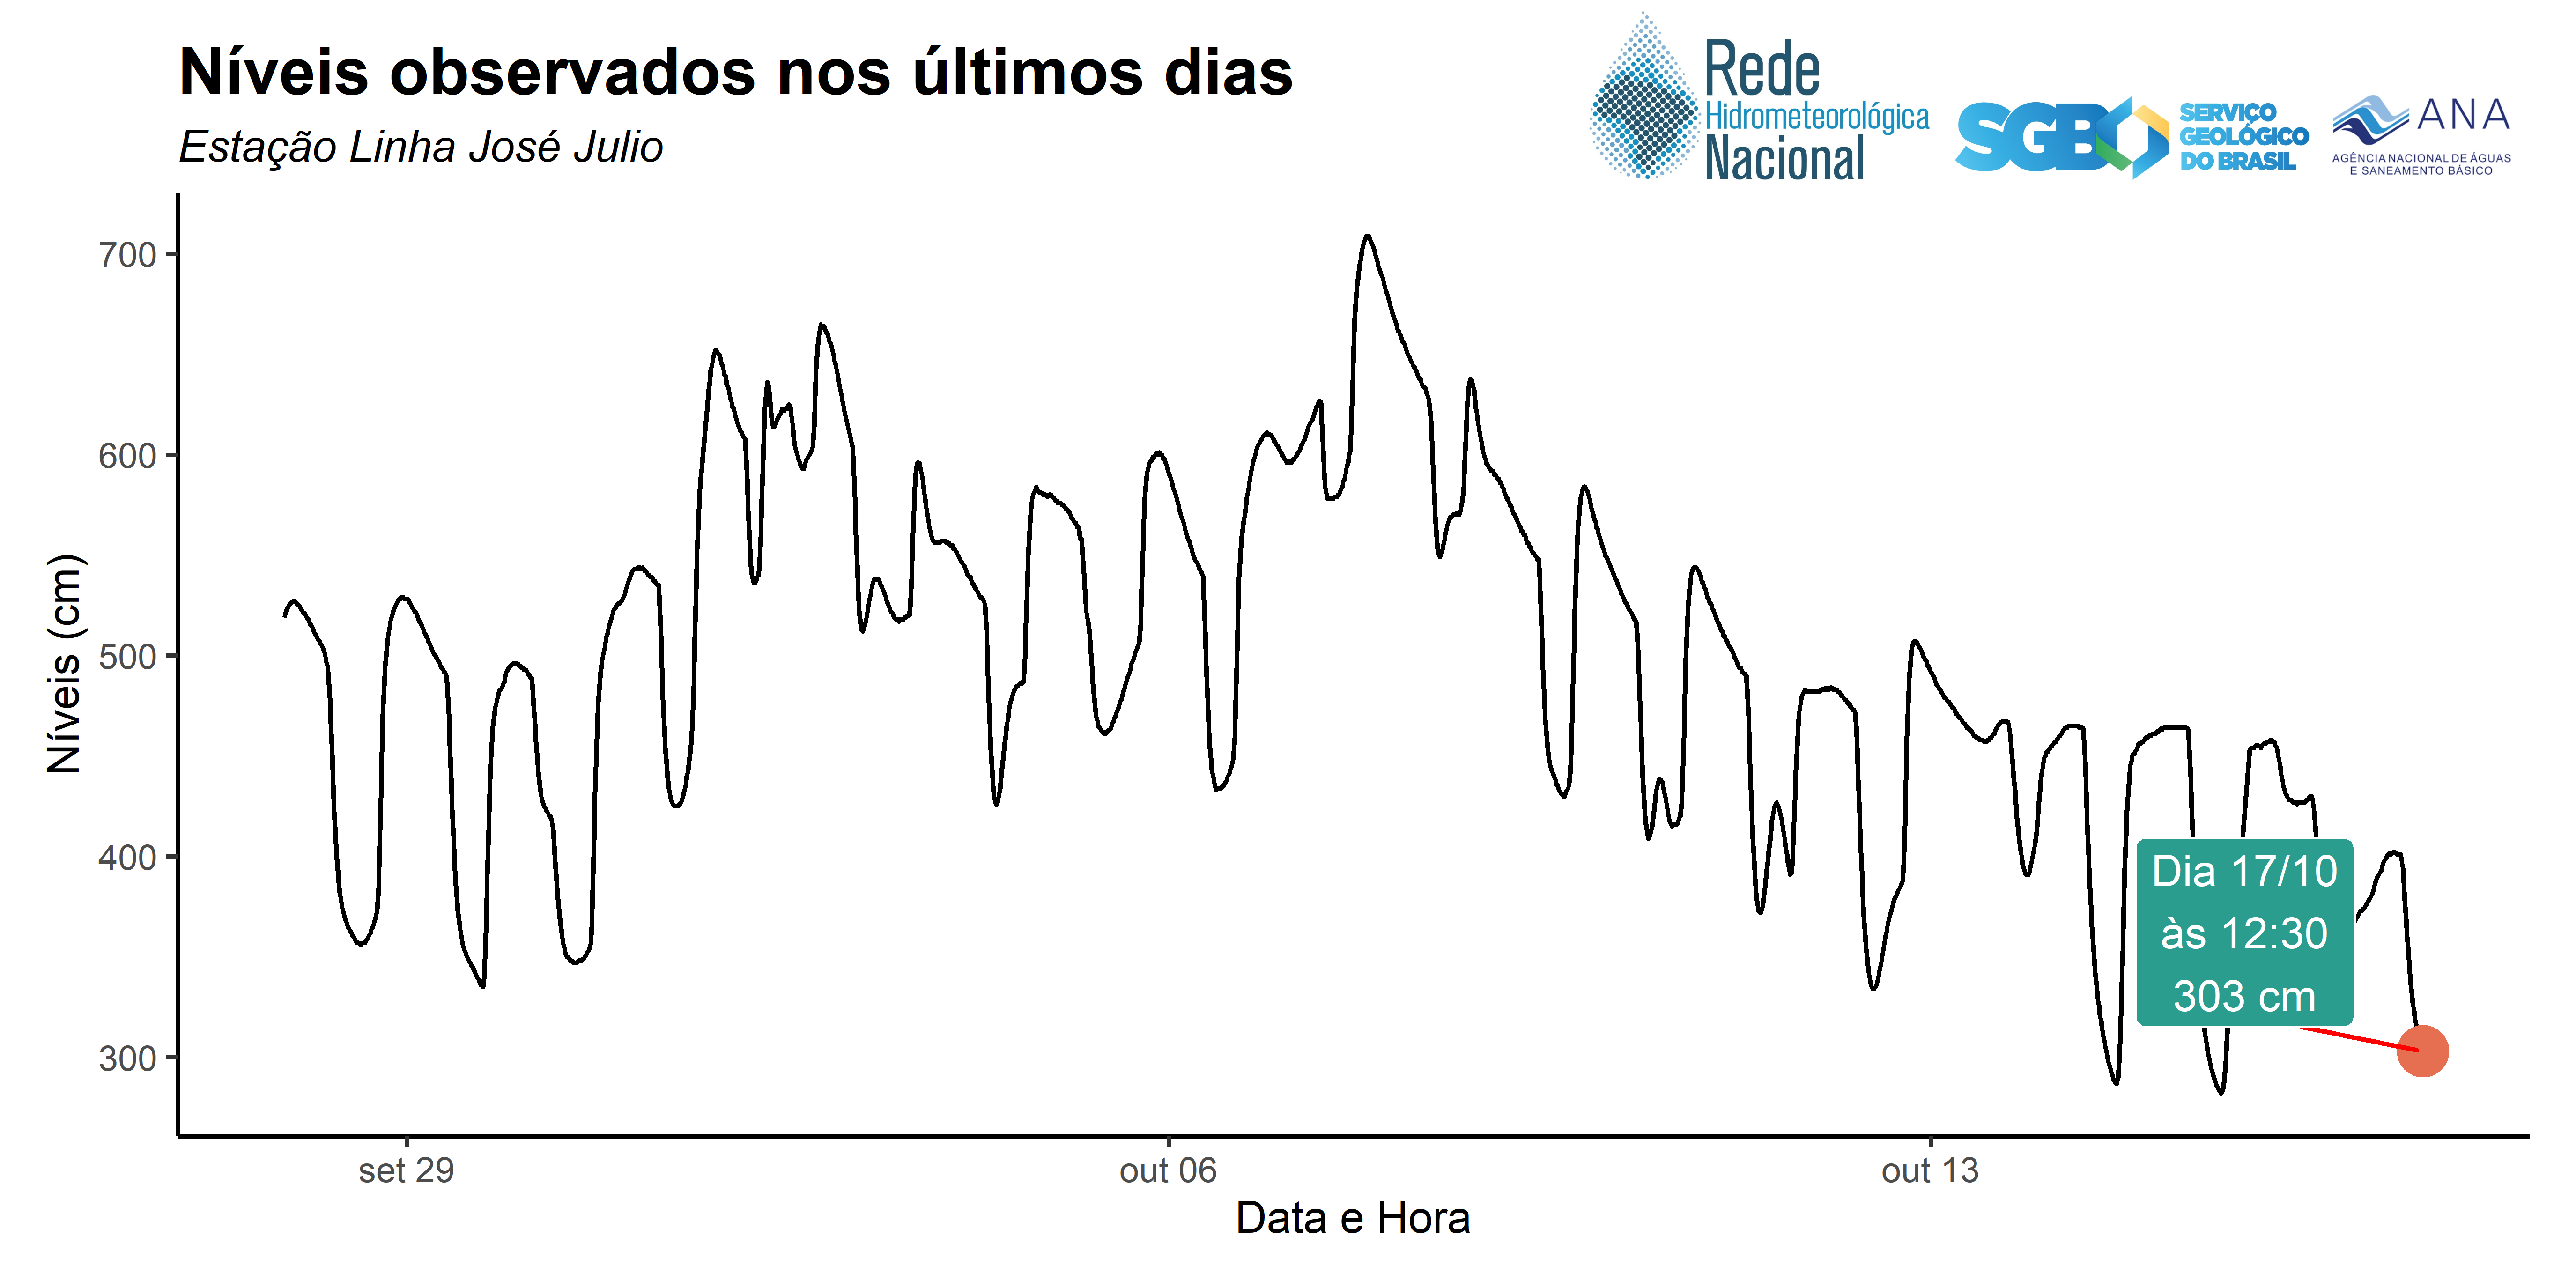 Níveis observados nos últimos dias
Estação Linha José Julio
Rede
Hidrometeorológica
Nacional
SGB
SERVIÇO
GEOLÓGICO
DO BRASIL
ANA
AGÊNCIA NACIONAL DE ÁGUAS
E SANEAMENTO BÁSICO
Níveis (cm)
700
600
500
400
300
Dia 17/10
às 12:30
303 cm
set 29
out 06
out 13
Data e Hora